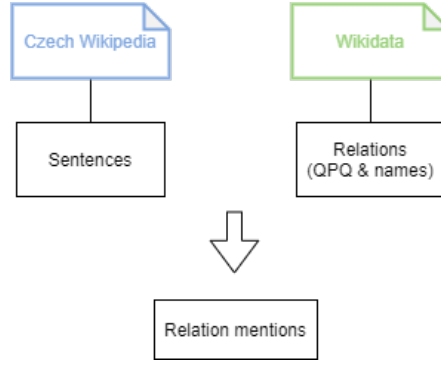 Czech Wikipedia
Wikidata
Sentences
Relations
(QPQ & names)
Relation mentions